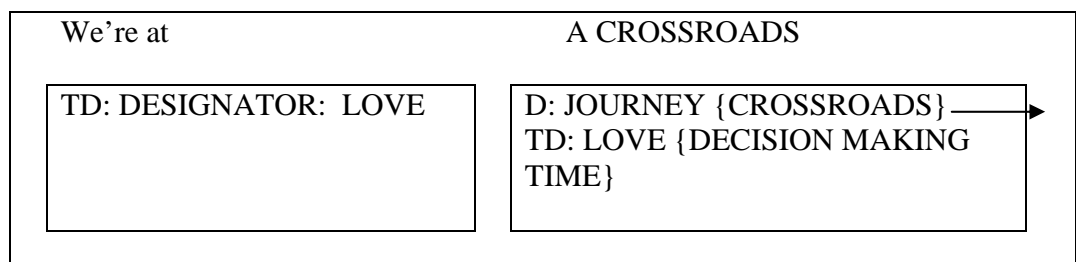 We’re at A CROSSROADS
TD: DESIGNATOR: LOVE
D: JOURNEY {CROSSROADS}
TD: LOVE {DECISION MAKING
TIME}